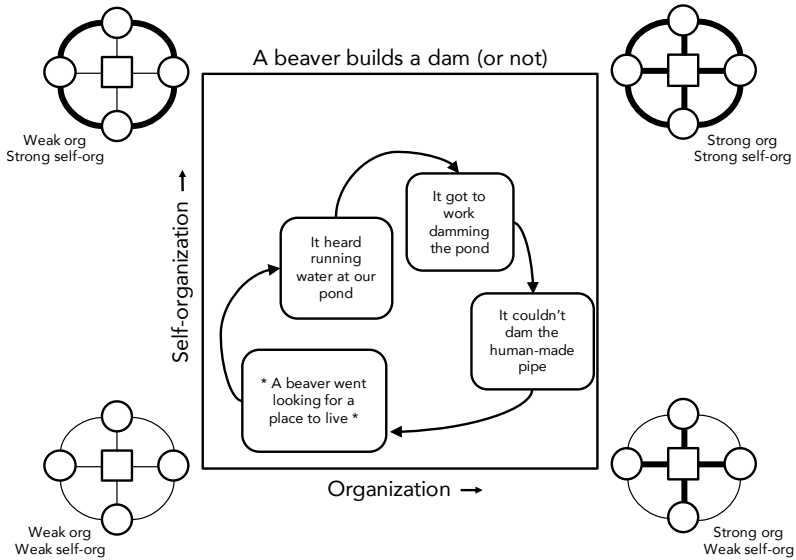 A beaver builds a dam (or not)
Weak org
Strong self-org
Strong org
Strong self-org
Self-organization →
It heard
running
water at our
pond
It got to
work
damming
the pond
It couldn’t
dam the
human-made
pipe
* A beaver went
looking for a
place to live *
Organization →
Weak org
Weak self-org
Strong org
Weak self-org